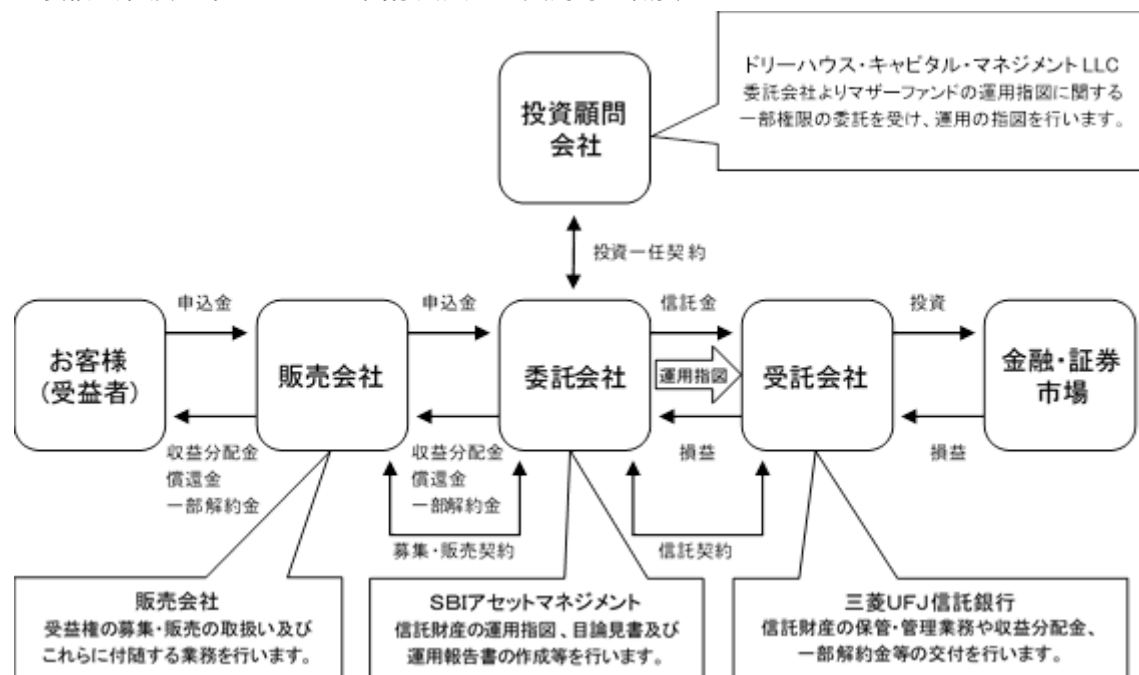 ドリーハウス・キャピタル・マネジメント LLC
委託会社よりマザーファンドの運用指図に関する
一部権限の委託を受け、運用の指図を行います。
投資顧問
会社
投資一任契約
申込金
申込金
信託金
投資
お客様
（受益者）
販売会社
委託会社
運用指図
受託会社
金融・証券
市場
収益分配金
償還金
一部解約金
収益分配金
償還金
一部解約金
損益
損益
募集・販売契約
信託契約
販売会社
受益権の募集・販売の取扱い及び
これらに付随する業務を行います。
SBIアセットマネジメント
信託財産の運用指図、目論見書及び
運用報告書の作成等を行います。
三菱UFJ信託銀行
信託財産の保管・管理業務や収益分配金、
一部解約金等の交付を行います。